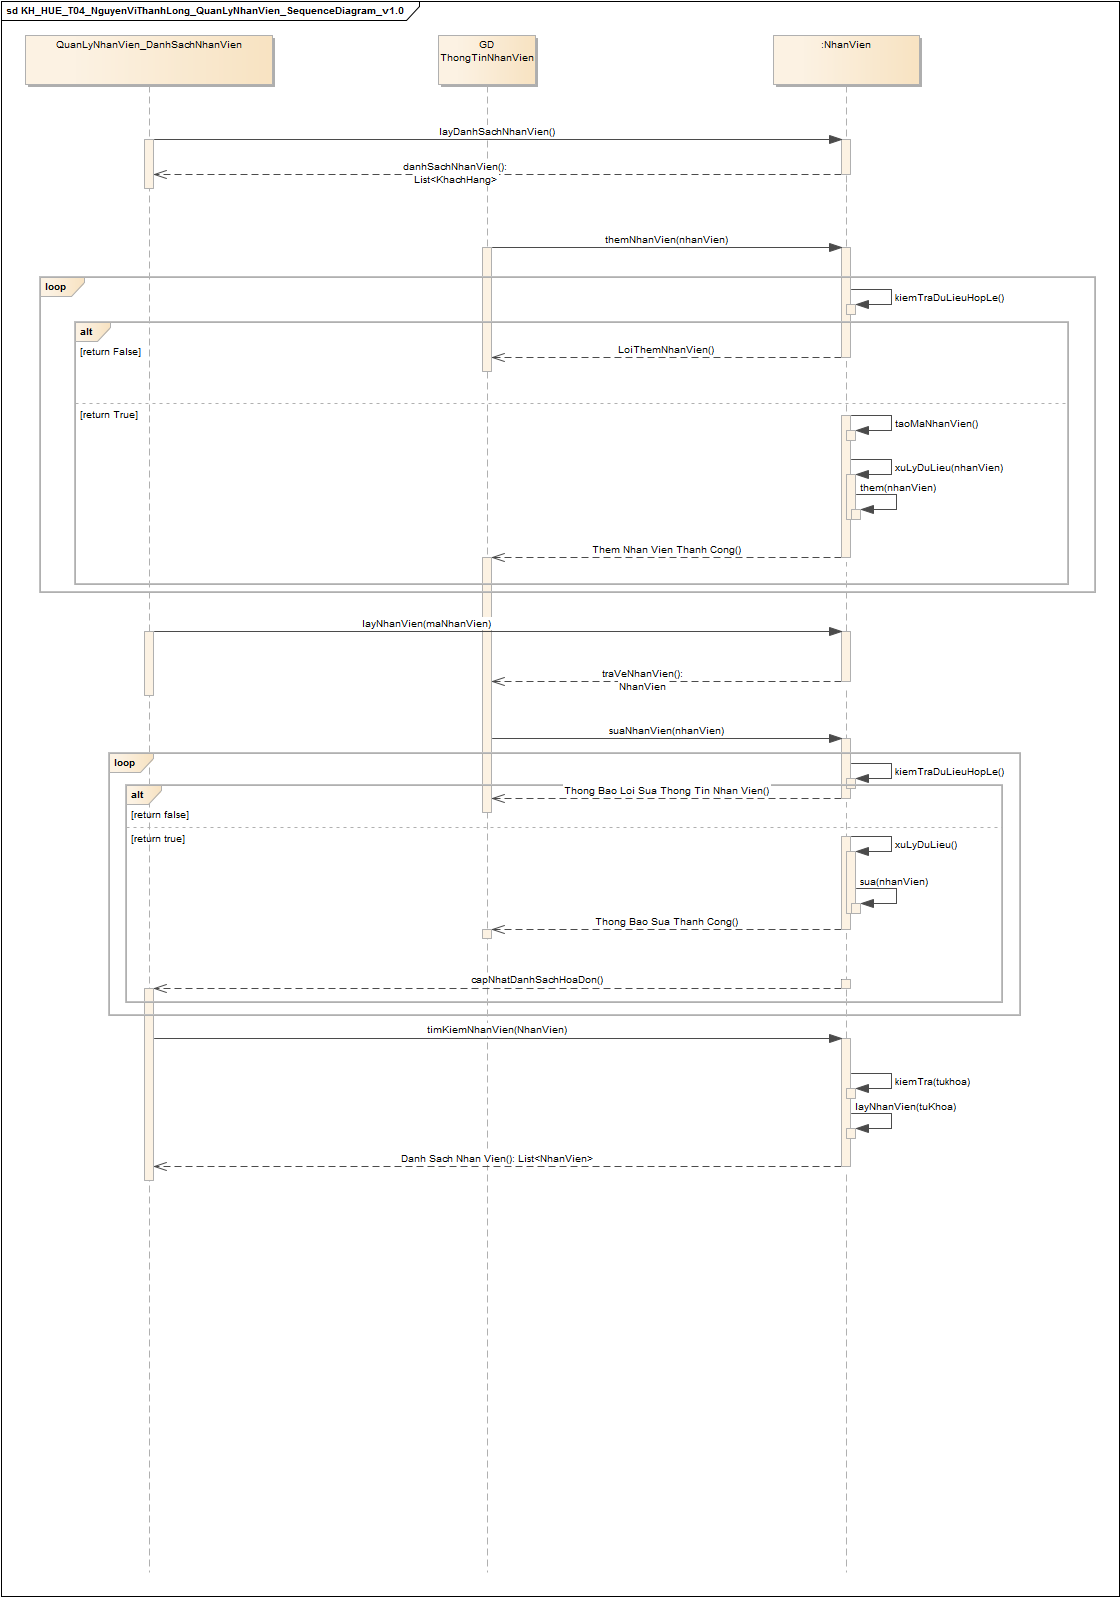 sd KH_HUE_T04_NguyenViThanhLong_QuanLyNhanVien_SequenceDiagram_v1.0
QuanLyNhanVien_DanhSachNhanVien
GD
ThongTinNhanVien
:NhanVien
layDanhSachNhanVien()
danhSachNhanVien():
List<KhachHang>
themNhanVien(nhanVien)
loop
kiemTraDuLieuHopLe()
alt
[return False]
LoiThemNhanVien()
[return True]
taoMaNhanVien()
xuLyDuLieu(nhanVien)
them(nhanVien)
Them Nhan Vien Thanh Cong()
layNhanVien(maNhanVien)
traVeNhanVien():
NhanVien
suaNhanVien(nhanVien)
loop
kiemTraDuLieuHopLe()
alt
Thong Bao Loi Sua Thong Tin Nhan Vien()
[return false]
[return true]
xuLyDuLieu()
sua(nhanVien)
Thong Bao Sua Thanh Cong()
capNhatDanhSachHoaDon()
timKiemNhanVien(NhanVien)
kiemTra(tukhoa)
layNhanVien(tuKhoa)
Danh Sach Nhan Vien(): List<NhanVien>